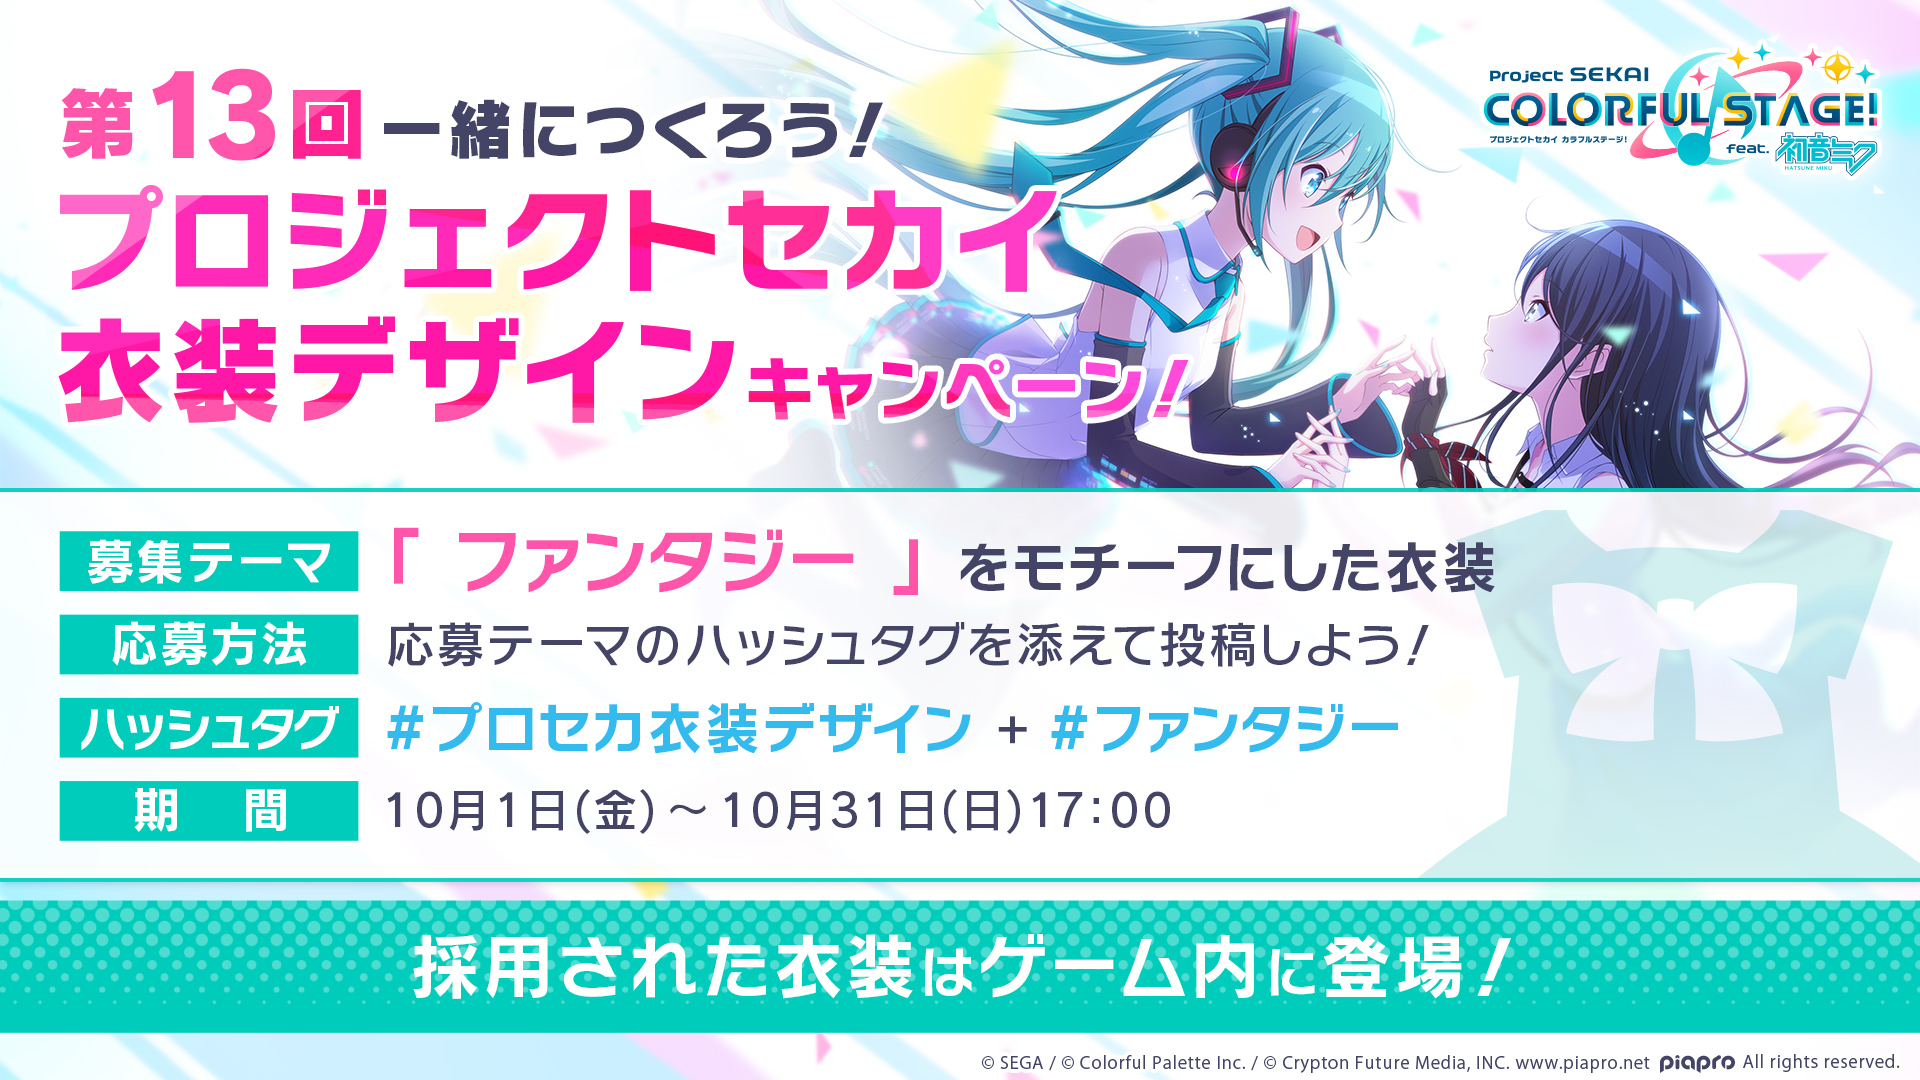 第13回 一緒につくろう!
プロジェクトセカイ
衣装デザインキャンペーン!
Project SEKAI
COLORFUL STAGE!
プロジェクトセカイ カラフルステージ!
feat. 初音ミク
HATSUNE MIKU
募集テーマ 「 ファンタジー 」 をモチーフにした衣装
応募方法 応募テーマのハッシュタグを添えて投稿しよう!
ハッシュタグ #プロセカ衣装デザイン + #ファンタジー
期 間 10月1日(金)~10月31日(日)17:00
採用された衣装はゲーム内に登場!
© SEGA / © Colorful Palette Inc. / © Crypton Future Media, INC. www.piapro.net piapro All rights reserved.